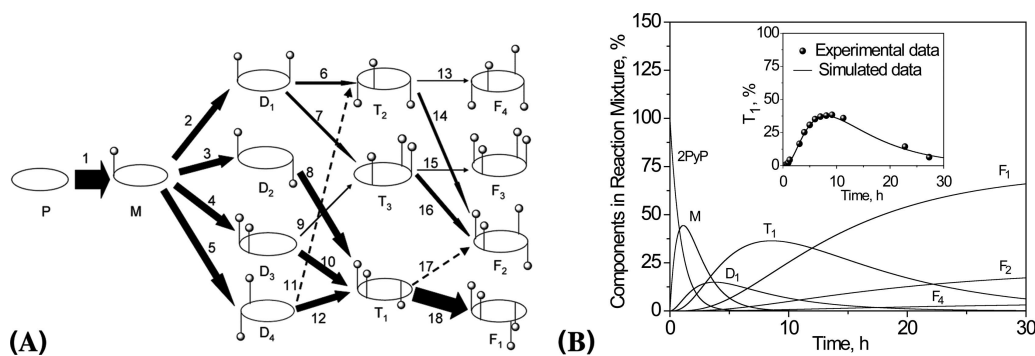 (A)
P
1
M
2
3
4
5
D1
D2
D3
D4
6
7
8
9
10
11
12
T2
T3
T1
13
14
15
16
17
18
F4
F3
F2
F1
(B)
Components in Reaction Mixture, %
150
125
100
75
50
25
0
0
10
20
30
Time, h
2PyP
M
D1
T1
F1
F2
F4
T1, %
100
75
50
25
0
0
10
20
30
Time, h
Experimental data
Simulated data